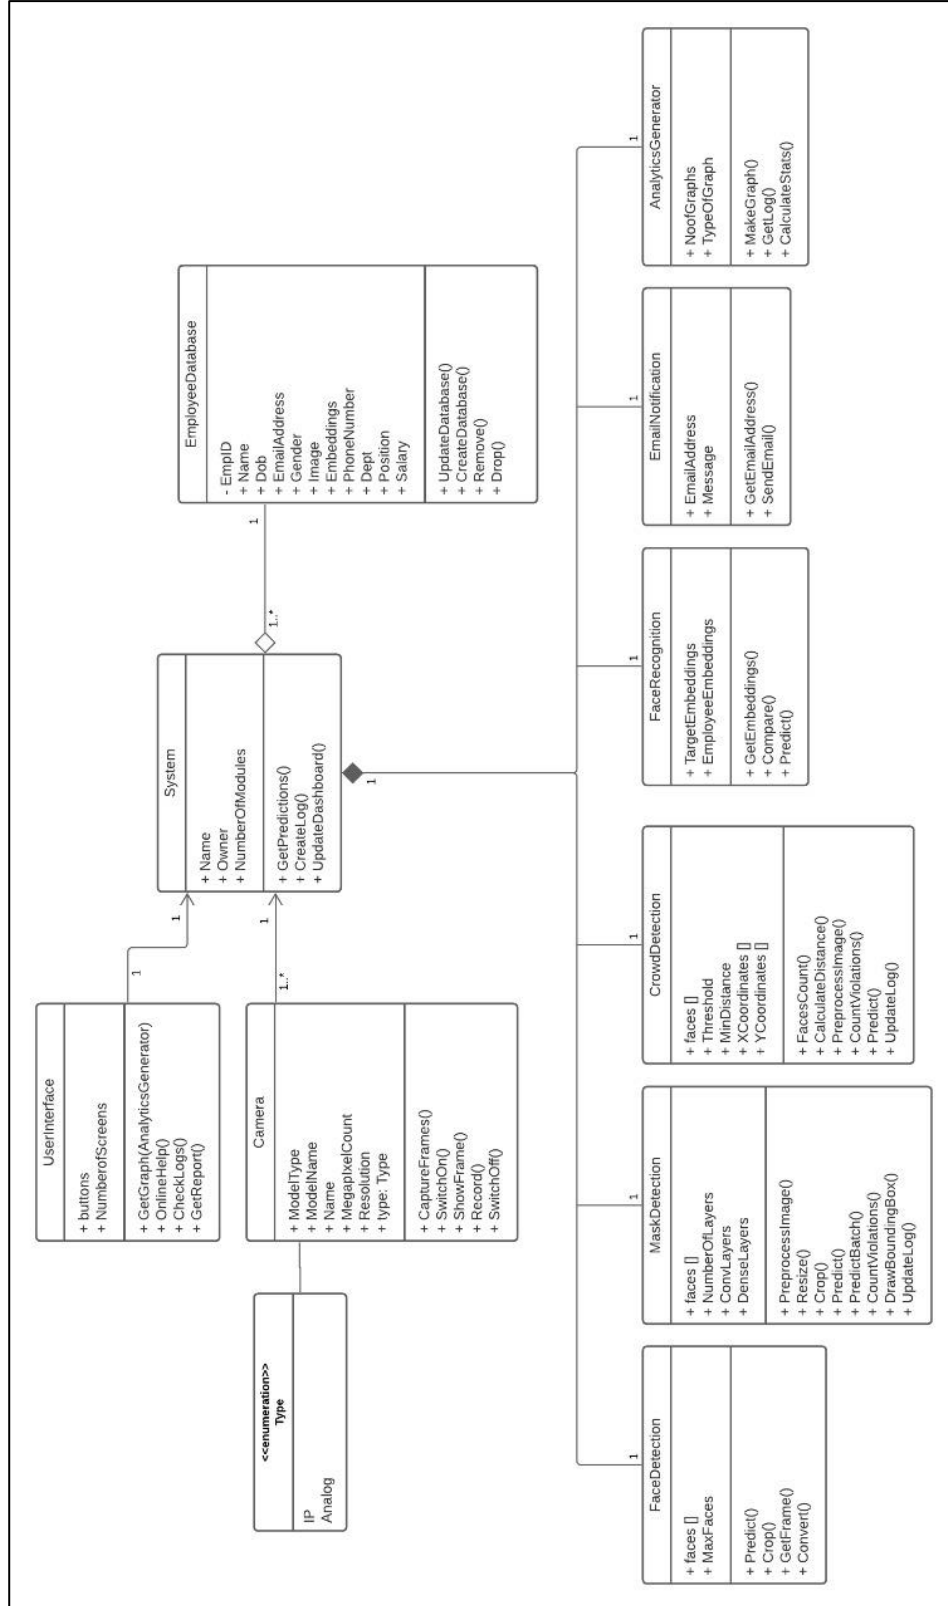 UserInterface
+ buttons
+ NumberofScreens
+ GetGraph(AnalyticsGenerator)
+ OnlineHelp()
+ CheckLogs()
+ GetReport()
1
1
System
+ Name
+ Owner
+ NumberOfModules
+ GetPredictions()
+ CreateLog()
+ UpdateDashboard()
1..*
1
EmployeeDatabase
- EmpID
+ Name
+ Dob
+ EmailAddress
+ Gender
+ Image
+ Embeddings
+ PhoneNumber
+ Dept
+ Position
+ Salary
+ UpdateDatabase()
+ CreateDatabase()
+ Remove()
+ Drop()
<<enumeration>>
Type
IP
Analog
Camera
+ ModelType
+ ModelName
+ Name
+ MegapIxelCount
+ Resolution
+ type: Type
+ CaptureFrames()
+ SwitchOn()
+ ShowFrame()
+ Record()
+ SwitchOff()
1..*
1
1
1
FaceDetection
+ faces []
+ MaxFaces
+ Predict()
+ Crop()
+ GetFrame()
+ Convert()
1
MaskDetection
+ faces []
+ NumberOfLayers
+ ConvLayers
+ DenseLayers
+ PreprocessImage()
+ Resize()
+ Crop()
+ Predict()
+ PredictBatch()
+ CountViolations()
+ DrawBoundingBox()
+ UpdateLog()
1
CrowdDetection
+ faces []
+ Threshold
+ MinDistance
+ XCoordinates []
+ YCoordinates []
+ FacesCount()
+ CalculateDistance()
+ PreprocessImage()
+ CountViolations()
+ Predict()
+ UpdateLog()
1
FaceRecognition
+ TargetEmbeddings
+ EmployeeEmbeddings
+ GetEmbeddings()
+ Compare()
+ Predict()
1
EmailNotification
+ EmailAddress
+ Message
+ GetEmailAddress()
+ SendEmail()
1
AnalyticsGenerator
+ NoofGraphs
+ TypeOfGraph
+ MakeGraph()
+ GetLog()
+ CalculateStats()